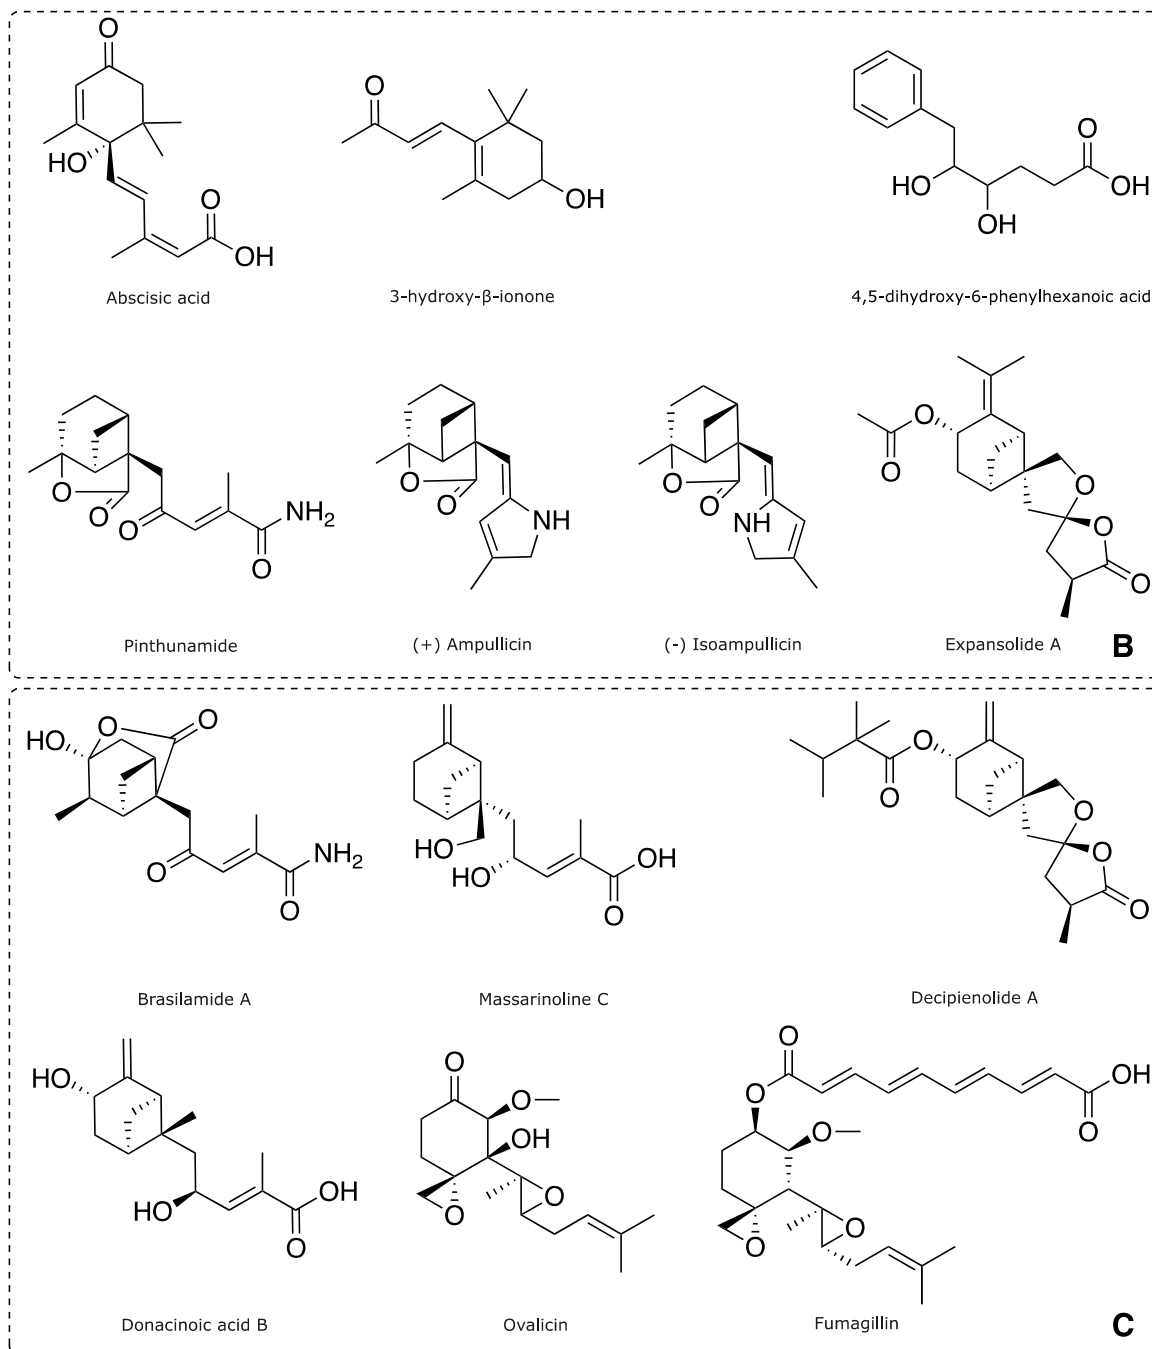 O
HO
O
OH
Abscisic acid
O
OH
3-hydroxy-β-ionone
HO
OH
O
OH
4,5-dihydroxy-6-phenylhexanoic acid
O
O
O
NH2
O
Pinthunamide
O
O
NH
(+) Ampullicin
O
O
NH
(-) Isoampullicin
O
O
O
O
O
Expansolide A
B
HO
O
O
O
NH2
O
Brasilamide A
HO
HO
OH
O
Massarinoline C
O
O
O
O
O
Decipienolide A
HO
HO
OH
O
Donacinoic acid B
O
O
OH
O
O
Ovalicin
O
OH
O
O
O
O
O
Fumagillin
C